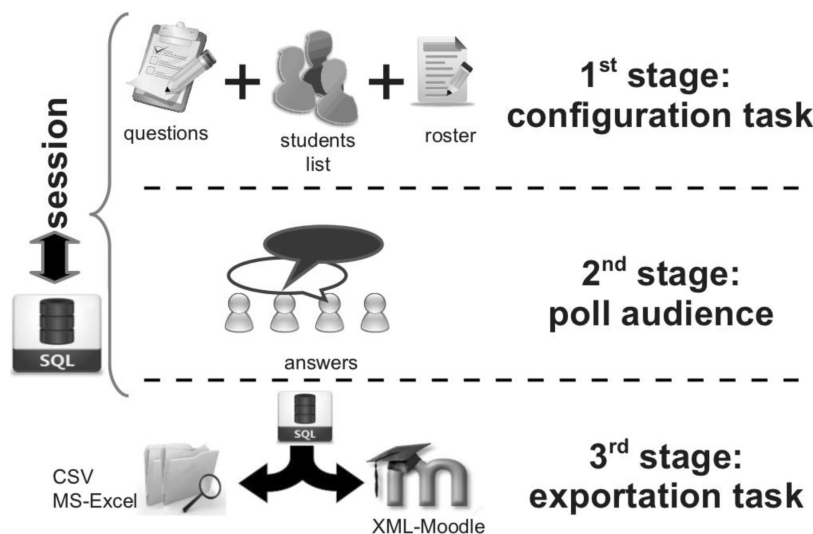 1st stage:
configuration task
questions
students
list
roster
session
SQL
2nd stage:
poll audience
answers
SQL
CSV
MS-Excel
m
XML-Moodle
3rd stage:
exportation task